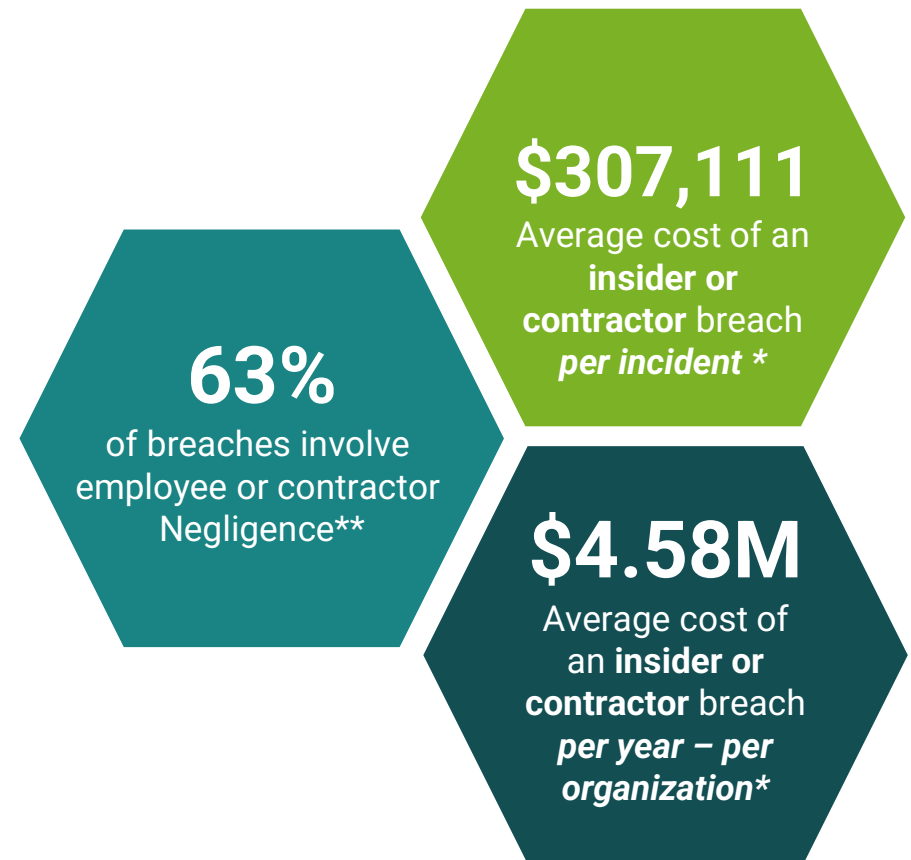 $307,111
Average cost of an
insider or
contractor breach
per incident *
63%
of breaches involve
employee or contractor
Negligence**
$4.58M
Average cost of
an insider or
contractor breach
per year – per
organization*